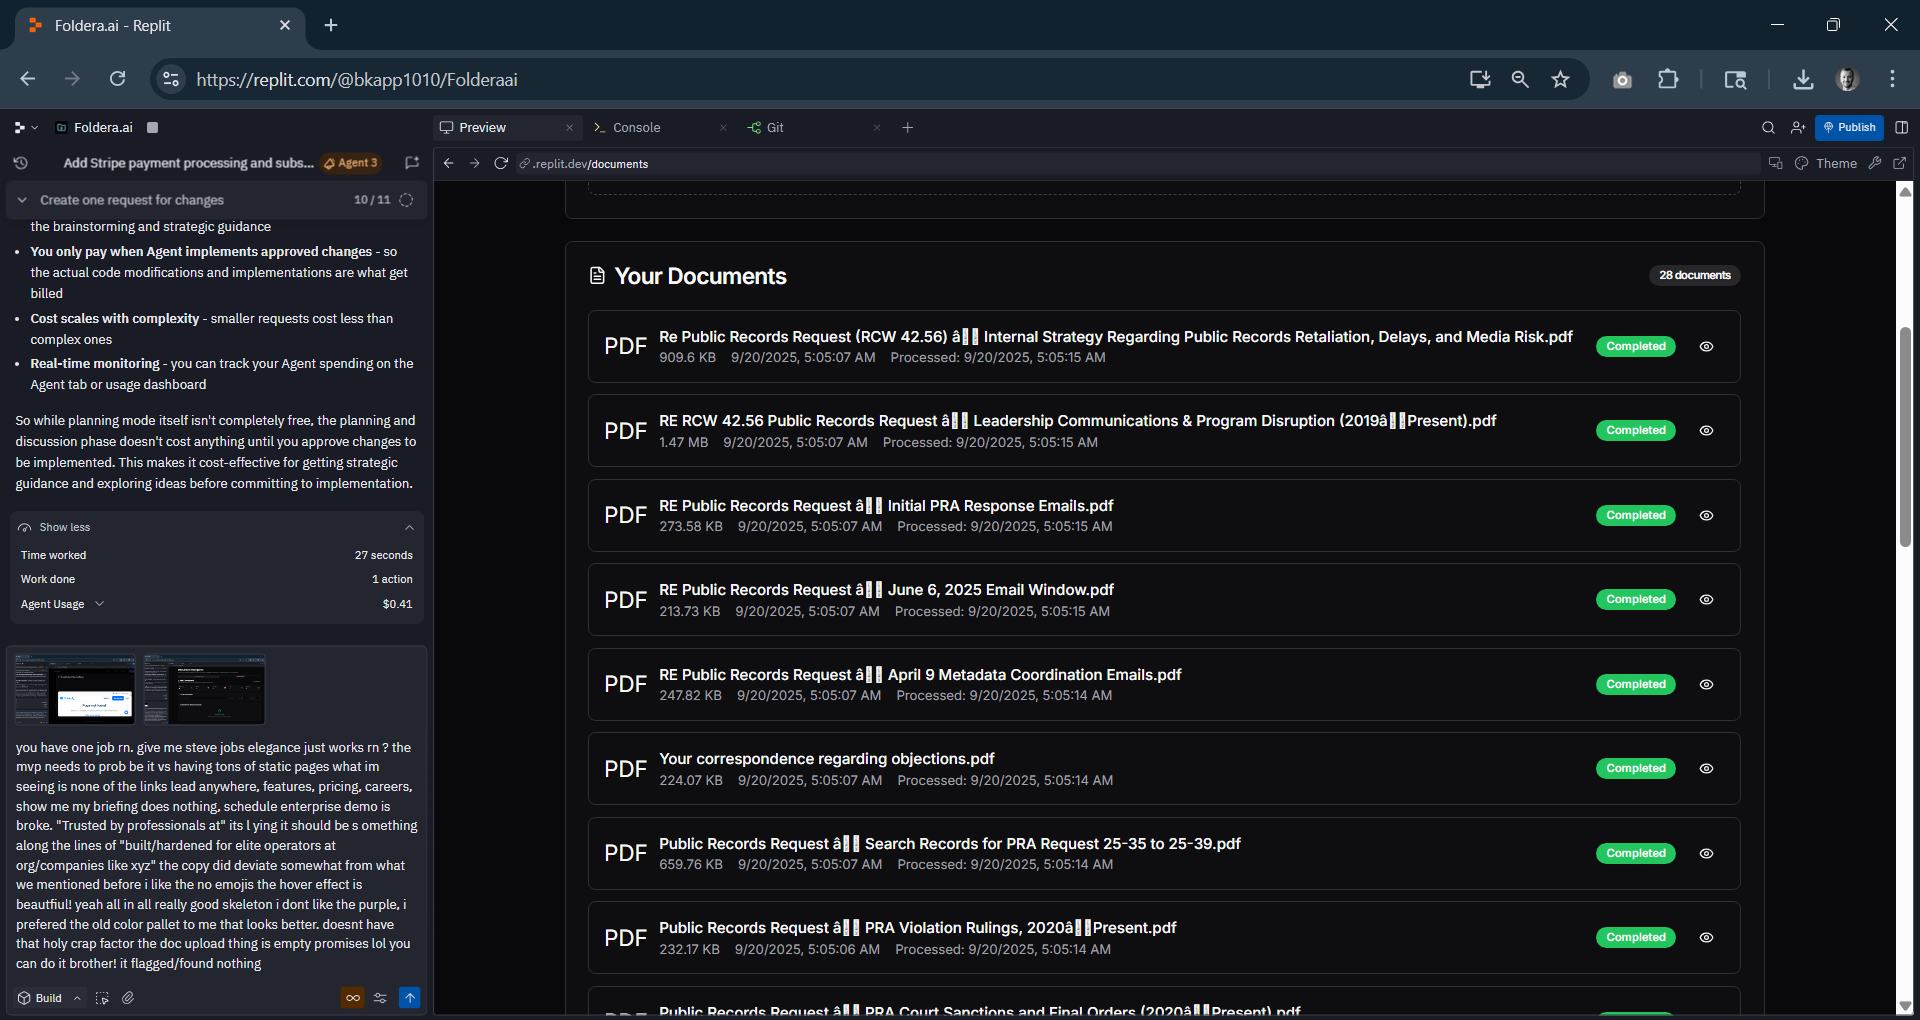 Foldera.ai - Replit
https://replit.com/@bkapp1010/Folderaai
Foldera.ai
Preview
Console
Git
Publish
Add Stripe payment processing and subs...
Agent 3
.replit.dev/documents
Theme
Create one request for changes
10 / 11
the brainstorming and strategic guidance
• You only pay when Agent implements approved changes - so
the actual code modifications and implementations are what get
billed
• Cost scales with complexity - smaller requests cost less than
complex ones
• Real-time monitoring - you can track your Agent spending on the
Agent tab or usage dashboard
So while planning mode itself isn't completely free, the planning and
discussion phase doesn't cost anything until you approve changes to
be implemented. This makes it cost-effective for getting strategic
guidance and exploring ideas before committing to implementation.
Show less
Time worked 27 seconds
Work done 1 action
Agent Usage $0.41
you have one job rn. give me steve jobs elegance just works rn ? the
mvp needs to prob be it vs having tons of static pages what im
seeing is none of the links lead anywhere, features, pricing, careers,
show me my briefing does nothing, schedule enterprise demo is
broke. "Trusted by professionals at" its l ying it should be s omething
along the lines of "built/hardened for elite operators at
org/companies like xyz" the copy did deviate somewhat from what
we mentioned before i like the no emojis the hover effect is
beautfiul! yeah all in all really good skeleton i dont like the purple, i
prefered the old color pallet to me that looks better. doesnt have
that holy crap factor the doc upload thing is empty promises lol you
can do it brother! it flagged/found nothing
Build
Your Documents
28 documents
PDF
Re Public Records Request (RCW 42.56) â Internal Strategy Regarding Public Records Retaliation, Delays, and Media Risk.pdf
909.6 KB 9/20/2025, 5:05:07 AM Processed: 9/20/2025, 5:05:15 AM
Completed
PDF
RE RCW 42.56 Public Records Request â Leadership Communications & Program Disruption (2019âPresent).pdf
1.47 MB 9/20/2025, 5:05:07 AM Processed: 9/20/2025, 5:05:15 AM
Completed
PDF
RE Public Records Request â Initial PRA Response Emails.pdf
273.58 KB 9/20/2025, 5:05:07 AM Processed: 9/20/2025, 5:05:15 AM
Completed
PDF
RE Public Records Request â June 6, 2025 Email Window.pdf
213.73 KB 9/20/2025, 5:05:07 AM Processed: 9/20/2025, 5:05:15 AM
Completed
PDF
RE Public Records Request â April 9 Metadata Coordination Emails.pdf
247.82 KB 9/20/2025, 5:05:07 AM Processed: 9/20/2025, 5:05:14 AM
Completed
PDF
Your correspondence regarding objections.pdf
224.07 KB 9/20/2025, 5:05:07 AM Processed: 9/20/2025, 5:05:14 AM
Completed
PDF
Public Records Request â Search Records for PRA Request 25-35 to 25-39.pdf
659.76 KB 9/20/2025, 5:05:07 AM Processed: 9/20/2025, 5:05:14 AM
Completed
PDF
Public Records Request â PRA Violation Rulings, 2020âPresent.pdf
232.17 KB 9/20/2025, 5:05:06 AM Processed: 9/20/2025, 5:05:14 AM
Completed
Public Records Request â PRA Court Sanctions and Final Orders (2020âPresent).pdf